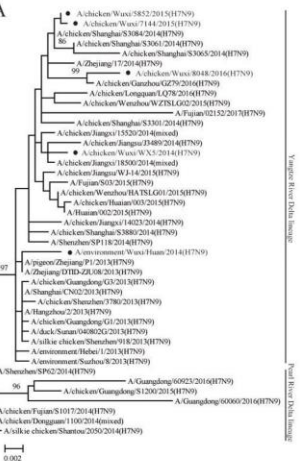 A
A/chicken/Wuxi/5852/2015(H7N9)
A/chicken/Wuxi/7144/2015(H7N9)
A/chicken/Shanghai/S3084/2014(H7N9)
86
A/chicken/Shanghai/S3061/2014(H7N9)
A/chicken/Shanghai/S3065/2014(H7N9)
A/Zhejiang/17/2014(H7N9)
99
A/chicken/Wuxi/8048/2016(H7N9)
A/chicken/Ganzhou/GZ79/2016(H7N9)
A/chicken/Longquan/LQ78/2016(H7N9)
A/chicken/Wenzhou/WZTSLG02/2015(H7N9)
A/Fujian/02152/2017(H7N9)
A/chicken/Shanghai/S3301/2014(H7N9)
A/chicken/Jiangxi/15520/2014(mixed)
A/chicken/Jiangsu/J3489/2014(H7N9)
A/chicken/Wuxi/WX5/2014(H7N9)
A/chicken/Jiangxi/18500/2014(mixed)
A/chicken/Jiangsu/WJ-14/2015(H7N9)
A/Fujian/S03/2015(H7N9)
A/chicken/Wenzhou/HATSLG01/2015(H7N9)
A/chicken/Huaian/003/2015(H7N9)
A/Huaian/002/2015(H7N9)
A/chicken/Jiangxi/14023/2014(H7N9)
A/chicken/Shanghai/S3880/2014(H7N9)
A/Shenzhen/SP118/2014(H7N9)
A/environment/Wuxi/Huan/2014(H7N9)
97
A/pigeon/Zhejiang/P1/2013(H7N9)
A/Zhejiang/DTID-ZJU08/2013(H7N9)
A/chicken/Guangdong/G3/2013(H7N9)
A/Shanghai/CN02/2013(H7N9)
A/chicken/Shenzhen/3780/2013(H7N9)
A/Hangzhou/2/2013(H7N9)
A/chicken/Guangdong/G1/2013(H7N9)
A/duck/Sunan/040802G/2013(H7N9)
A/silkie chicken/Shenzhen/918/2013(H7N9)
A/environment/Hebei/1/2013(H7N9)
A/environment/Suzhou/8/2013(H7N9)
A/Shenzhen/SP62/2014(H7N9)
A/Guangdong/60923/2016(H7N9)
96
A/chicken/Guangdong/S1200/2015(H7N9)
A/Guangdong/60060/2016(H7N9)
A/chicken/Fujian/S1017/2014(H7N9)
A/chicken/Dongguan/1100/2014(mixed)
A/silkie chicken/Shantou/2050/2014(H7N9)
0.002
Yangtze River Delta lineage
Pearl River Delta lineage